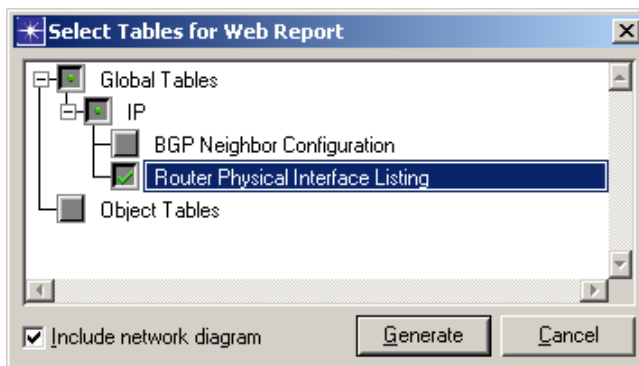 Select Tables for Web Report
Global Tables
IP
BGP Neighbor Configuration
Router Physical Interface Listing
Object Tables
Include network diagram
Generate
Cancel